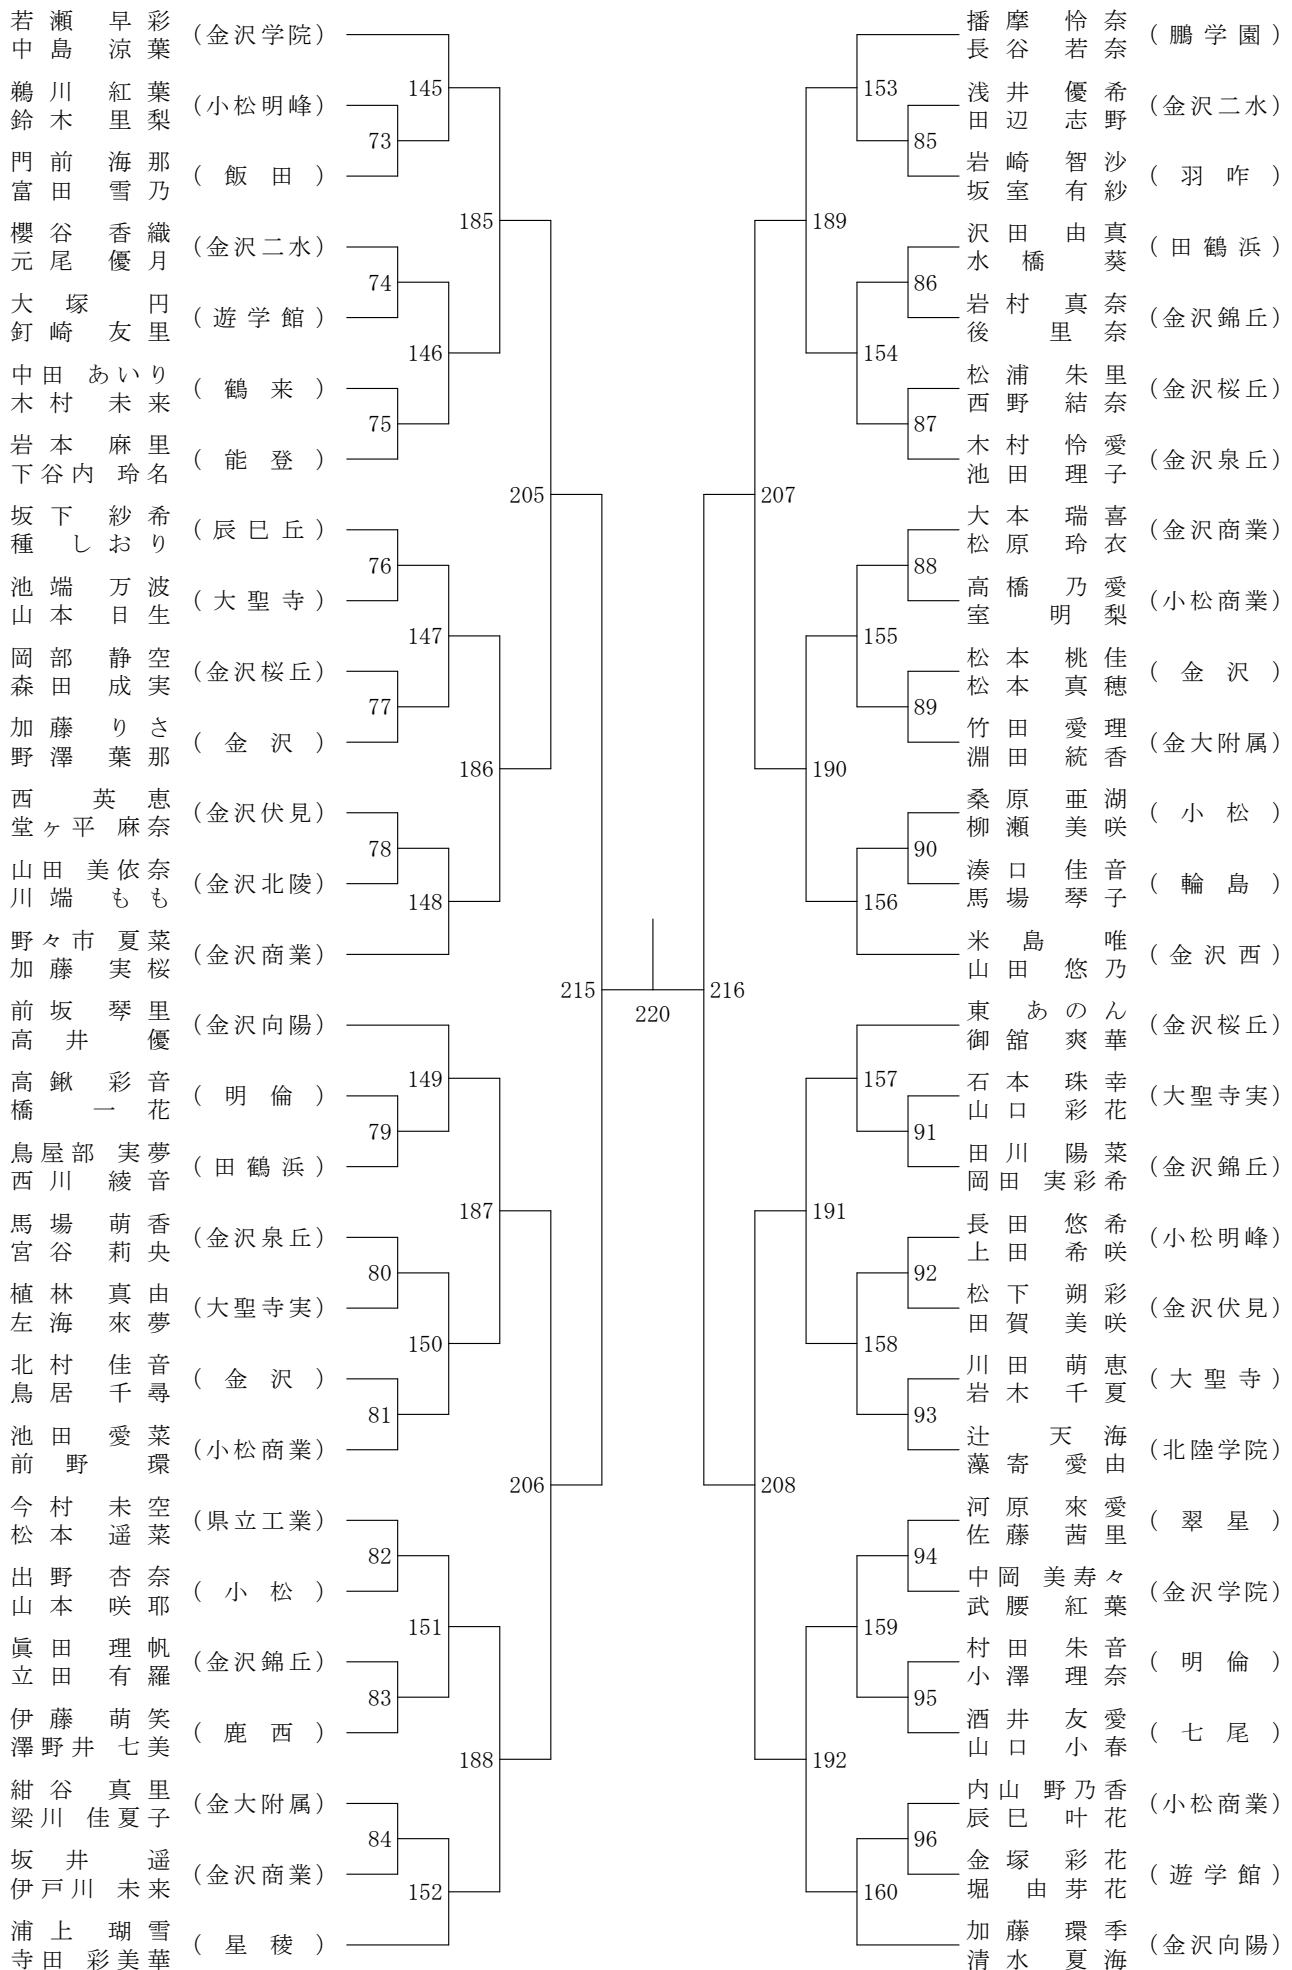 若瀬 早彩
中島 涼葉
(金沢学院)
145
鵜川 紅葉
鈴木 里梨
(小松明峰)
73
門前 海那
富田 雪乃
(飯田)
185
櫻谷 香織
元尾 優月
(金沢二水)
74
大塚 円
釘崎 友里
(遊学館)
146
中田 あいり
木村 未来
(鶴来)
75
岩本 麻里
下谷内 玲名
(能登)
205
坂下 紗希
種 しおり
(辰巳丘)
76
池端 万波
山本 日生
(大聖寺)
147
岡部 静空
森田 成実
(金沢桜丘)
77
加藤 りさ
野澤 葉那
(金沢)
186
西 英恵
堂ヶ平 麻奈
(金沢伏見)
78
山田 美依奈
川端 もも
(金沢北陵)
148
野々市 夏菜
加藤 実桜
(金沢商業)
215
前坂 琴里
高井 優
(金沢向陽)
149
高鍬 彩音
橋 一花
(明倫)
79
鳥屋部 実夢
西川 綾音
(田鶴浜)
187
馬場 萌香
宮谷 莉央
(金沢泉丘)
80
植林 真由
左海 來夢
(大聖寺実)
150
北村 佳音
鳥居 千尋
(金沢)
81
池田 愛菜
前野 環
(小松商業)
206
今村 未空
松本 遥菜
(県立工業)
82
出野 杏奈
山本 咲耶
(小松)
151
眞田 理帆
立田 有羅
(金沢錦丘)
83
伊藤 萌笑
澤野井 七美
(鹿西)
188
紺谷 真里
梁川 佳夏子
(金大附属)
84
坂井 遥
伊戸川 未来
(金沢商業)
152
浦上 瑚雪
寺田 彩美華
(星稜)
220
播摩 怜奈
長谷 若奈
(鵬学園)
153
浅井 優希
田辺 志野
(金沢二水)
85
岩崎 智沙
坂室 有紗
(羽咋)
189
沢田 由真
水橋 葵
(田鶴浜)
86
岩村 真奈
後 里奈
(金沢錦丘)
154
松浦 朱里
西野 結奈
(金沢桜丘)
87
木村 怜愛
池田 理子
(金沢泉丘)
207
大本 瑞喜
松原 玲衣
(金沢商業)
88
高橋 乃愛
室 明梨
(小松商業)
155
松本 桃佳
松本 真穂
(金沢)
89
竹田 愛理
淵田 統香
(金大附属)
190
桑原 亜湖
柳瀬 美咲
(小松)
90
湊口 佳音
馬場 琴子
(輪島)
156
米島 唯
山田 悠乃
(金沢西)
216
東 あのん
御舘 爽華
(金沢桜丘)
157
石本 珠幸
山口 彩花
(大聖寺実)
91
田川 陽菜
岡田 実彩希
(金沢錦丘)
191
長田 悠希
上田 希咲
(小松明峰)
92
松下 朔彩
田賀 美咲
(金沢伏見)
158
川田 萌恵
岩木 千夏
(大聖寺)
93
辻 天海
藻寄 愛由
(北陸学院)
208
河原 來愛
佐藤 茜里
(翠星)
94
中岡 美寿々
武腰 紅葉
(金沢学院)
159
村田 朱音
小澤 理奈
(明倫)
95
酒井 友愛
山口 小春
(七尾)
192
内山 野乃香
辰巳 叶花
(小松商業)
96
金塚 彩花
堀 由芽花
(遊学館)
160
加藤 環季
清水 夏海
(金沢向陽)